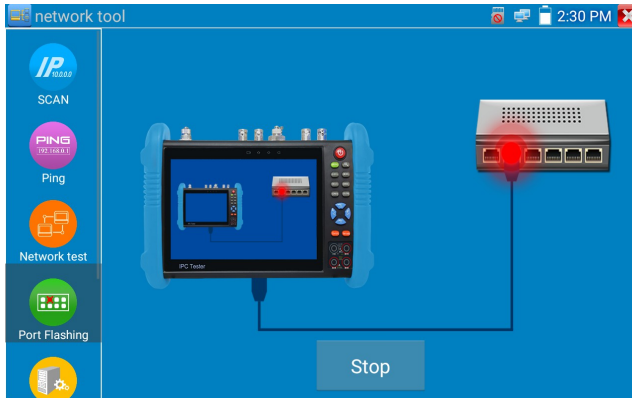 network tool
2:30 PM
IP
10.0.0.0
SCAN
PING
192.168.0.1
Ping
Network test
Port Flashing
IPC Tester
Stop